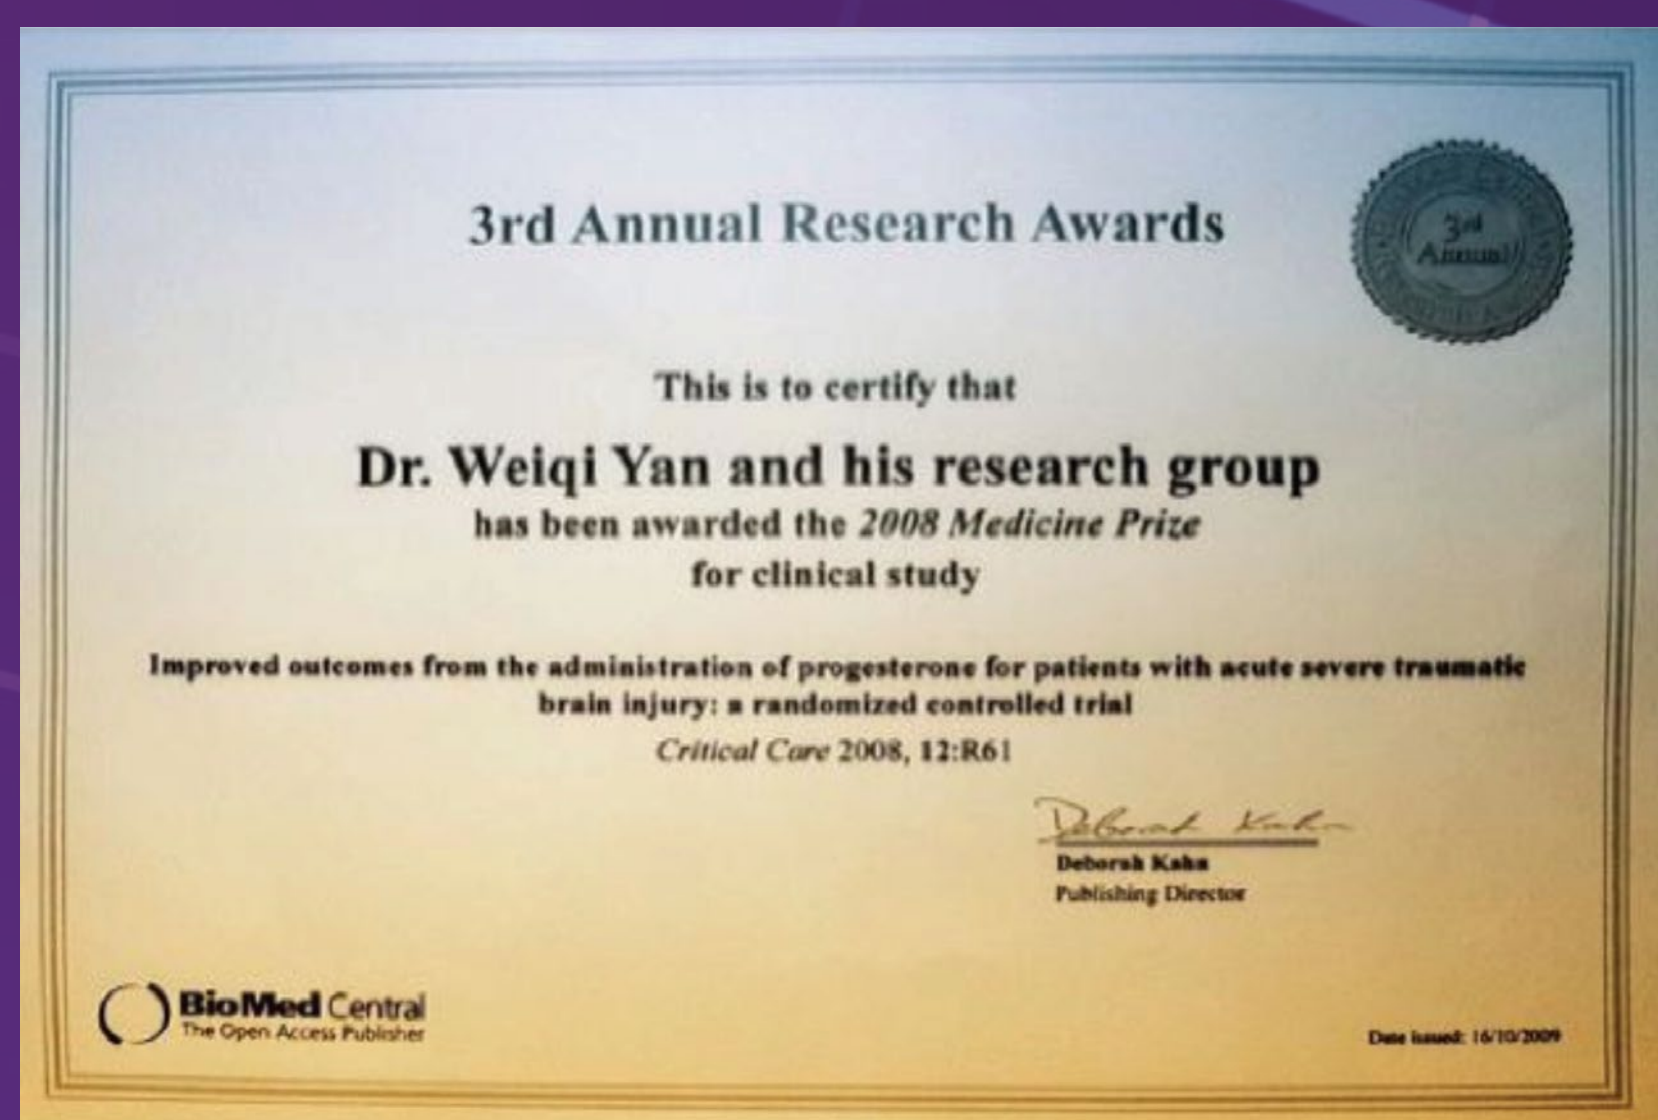 3rd Annual Research Awards
3rd
Annual
This is to certify that
Dr. Weiqi Yan and his research group
has been awarded the 2008 Medicine Prize
for clinical study
Improved outcomes from the administration of progesterone for patients with acute severe traumatic
brain injury: a randomized controlled trial
Critical Care 2008, 12:R61
Deborah Kahn
Deborah Kahn
Publishing Director
BioMed Central
The Open Access Publisher
Date issued: 16/10/2009